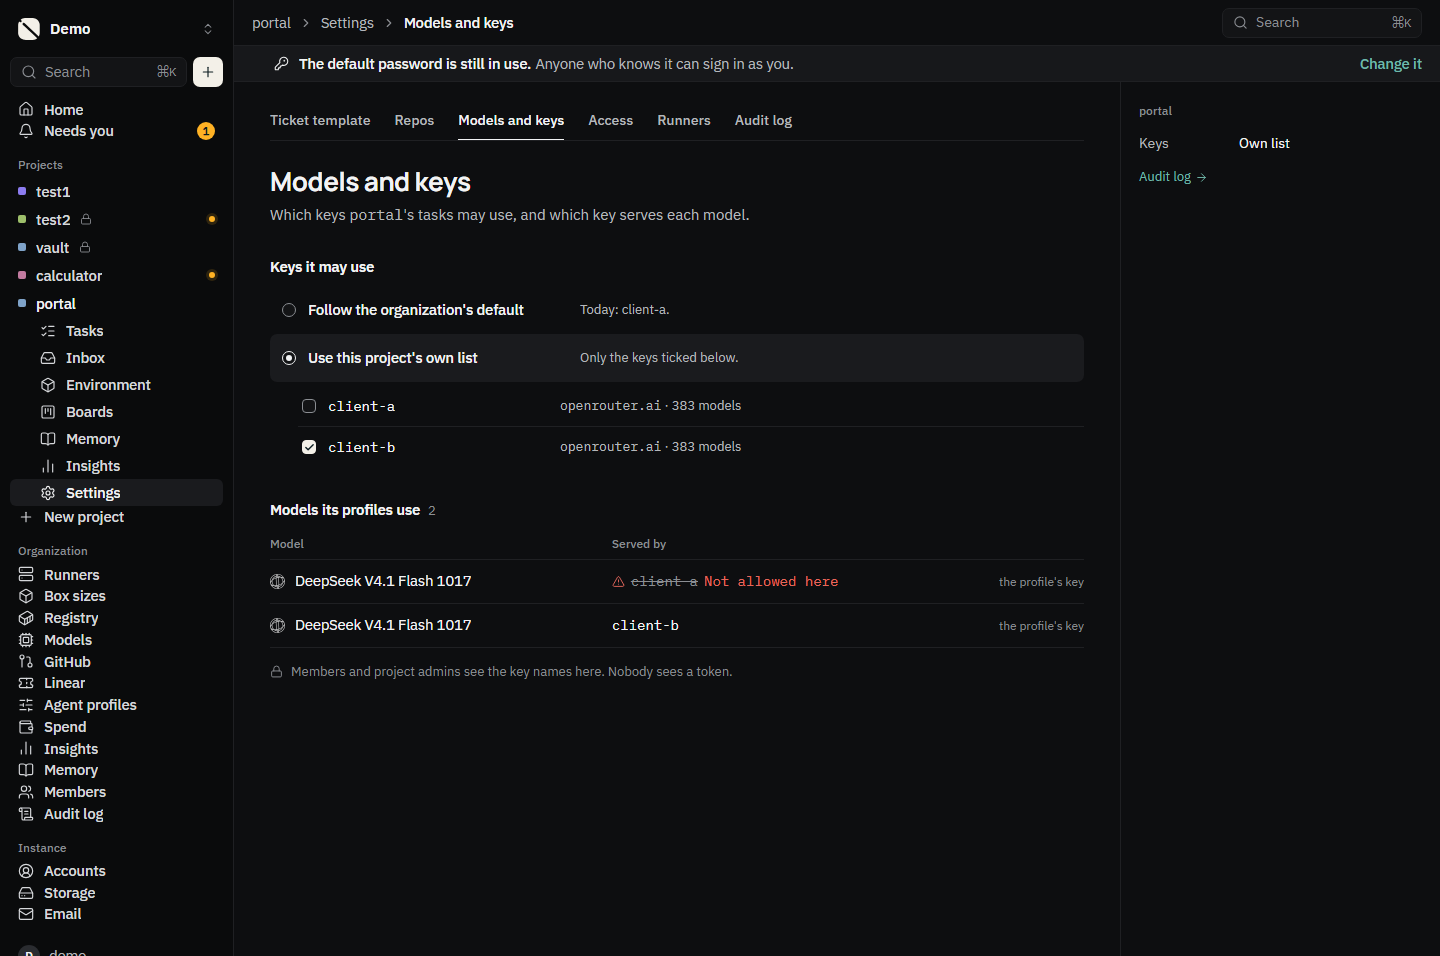 Demo
Search ⌘K
Home
Needs you 1
Projects
test1
test2
vault
calculator
portal
Tasks
Inbox
Environment
Boards
Memory
Insights
Settings
New project
Organization
Runners
Box sizes
Registry
Models
GitHub
Linear
Agent profiles
Spend
Insights
Memory
Members
Audit log
Instance
Accounts
Storage
Email
demo
portal > Settings > Models and keys
Search ⌘K
The default password is still in use. Anyone who knows it can sign in as you. Change it
Ticket template Repos Models and keys Access Runners Audit log
Models and keys
Which keys portal's tasks may use, and which key serves each model.
Keys it may use
Follow the organization's default Today: client-a.
Use this project's own list Only the keys ticked below.
client-a openrouter.ai · 383 models
client-b openrouter.ai · 383 models
Models its profiles use 2
Model Served by
DeepSeek V4.1 Flash 1017 client-a Not allowed here the profile's key
DeepSeek V4.1 Flash 1017 client-b the profile's key
Members and project admins see the key names here. Nobody sees a token.
portal
Keys Own list
Audit log →